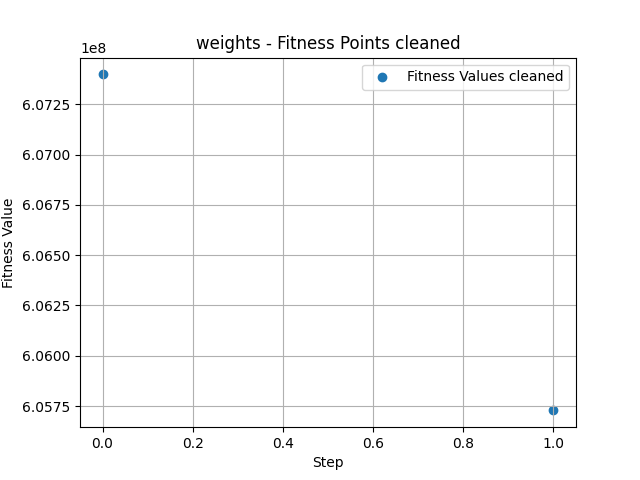 weights - Fitness Points cleaned
1e8
Fitness Values cleaned
6.0725
6.0700
6.0675
6.0650
6.0625
6.0600
6.0575
Fitness Value
0.0 0.2 0.4 0.6 0.8 1.0
Step